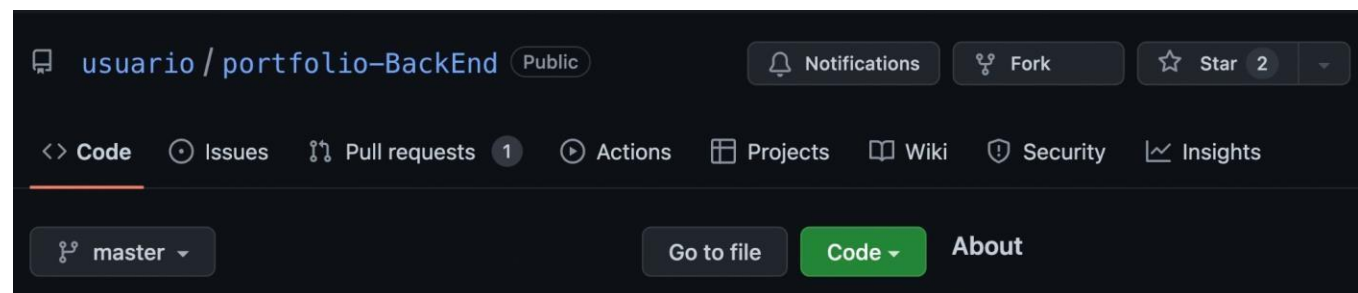 usuario / portfolio-BackEnd Public Notifications Fork Star 2
<> Code Issues Pull requests 1 Actions Projects Wiki Security Insights
master Go to file Code About